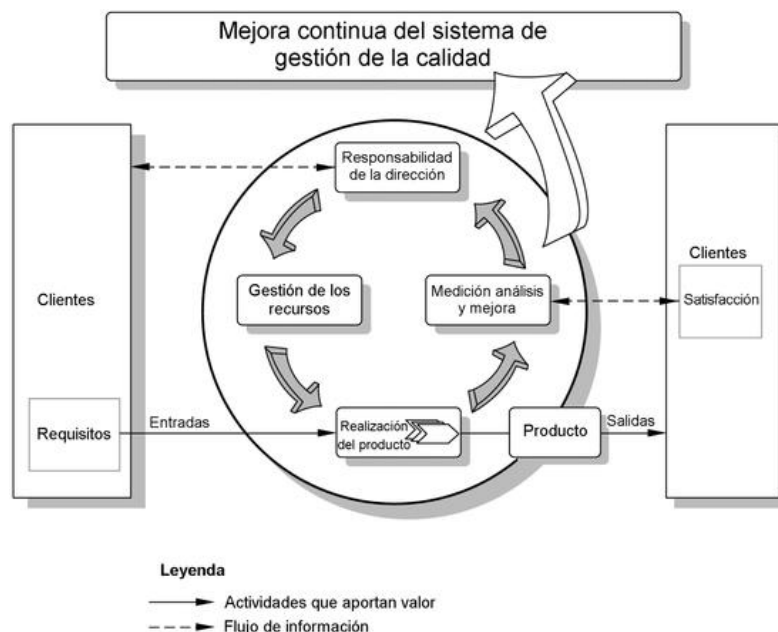 Mejora continua del sistema de
gestión de la calidad
Responsabilidad
de la dirección
Clientes
Clientes
Gestión de los
recursos
Medición análisis
y mejora
Satisfacción
Requisitos
Entradas
Realización
del producto
Producto
Salidas
Leyenda
Actividades que aportan valor
Flujo de información